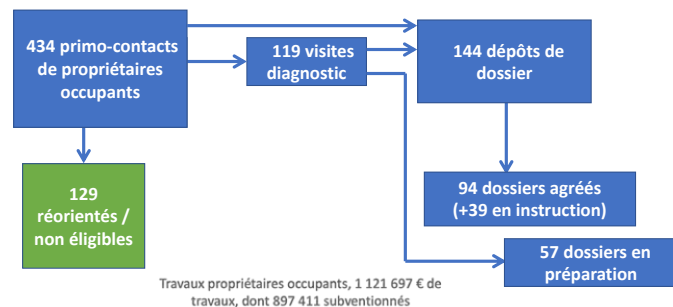 434 primo-contacts
de propriétaires
occupants
119 visites
diagnostic
144 dépôts de
dossier
129
réorientés /
non éligibles
94 dossiers agréés
(+39 en instruction)
57 dossiers en
préparation
Travaux propriétaires occupants, 1 121 697 € de
travaux, dont 897 411 subventionnés